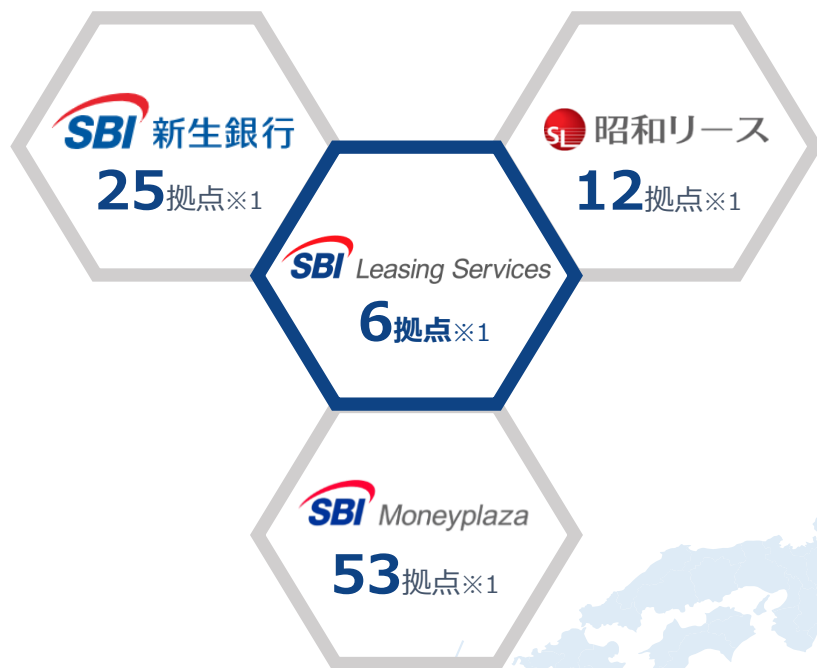 SBI 新生銀行
25拠点※1
SL 昭和リース
12拠点※1
SBI Leasing Services
6拠点※1
SBI Moneyplaza
53拠点※1